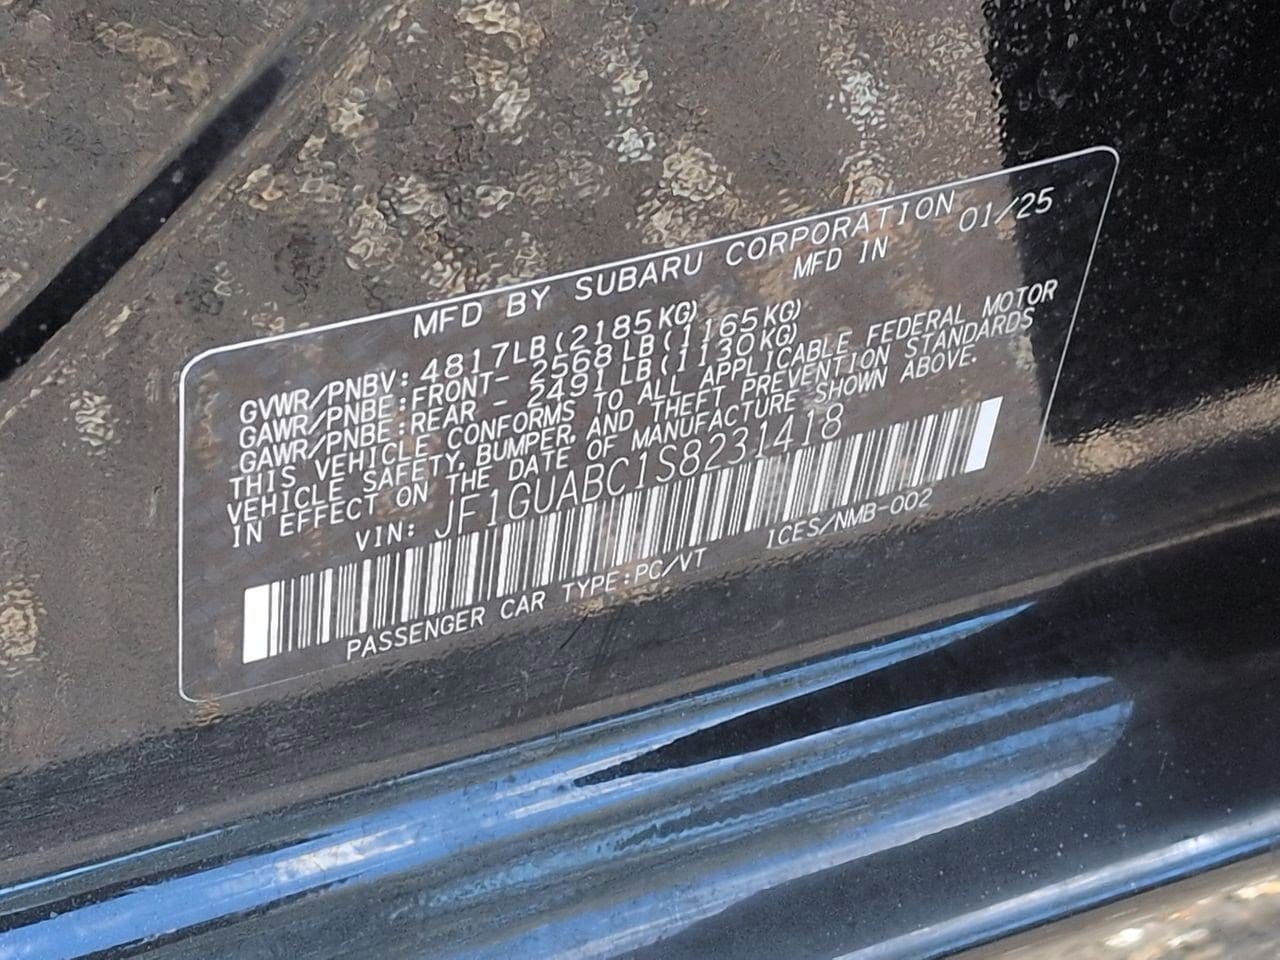 MFD BY SUBARU CORPORATION
MFD IN 01/25
GVWR/PNBV: 4817LB(2185KG)
GAWR/PNBE:FRONT- 2568LB(1165KG)
GAWR/PNBE:REAR - 2491LB(1130KG)
THIS VEHICLE CONFORMS TO ALL APPLICABLE FEDERAL MOTOR
VEHICLE SAFETY, BUMPER, AND THEFT PREVENTION STANDARDS
IN EFFECT ON THE DATE OF MANUFACTURE SHOWN ABOVE.
VIN: JF1GUABC1S8231418
PASSENGER CAR TYPE:PC/VT ICES/NMB-002